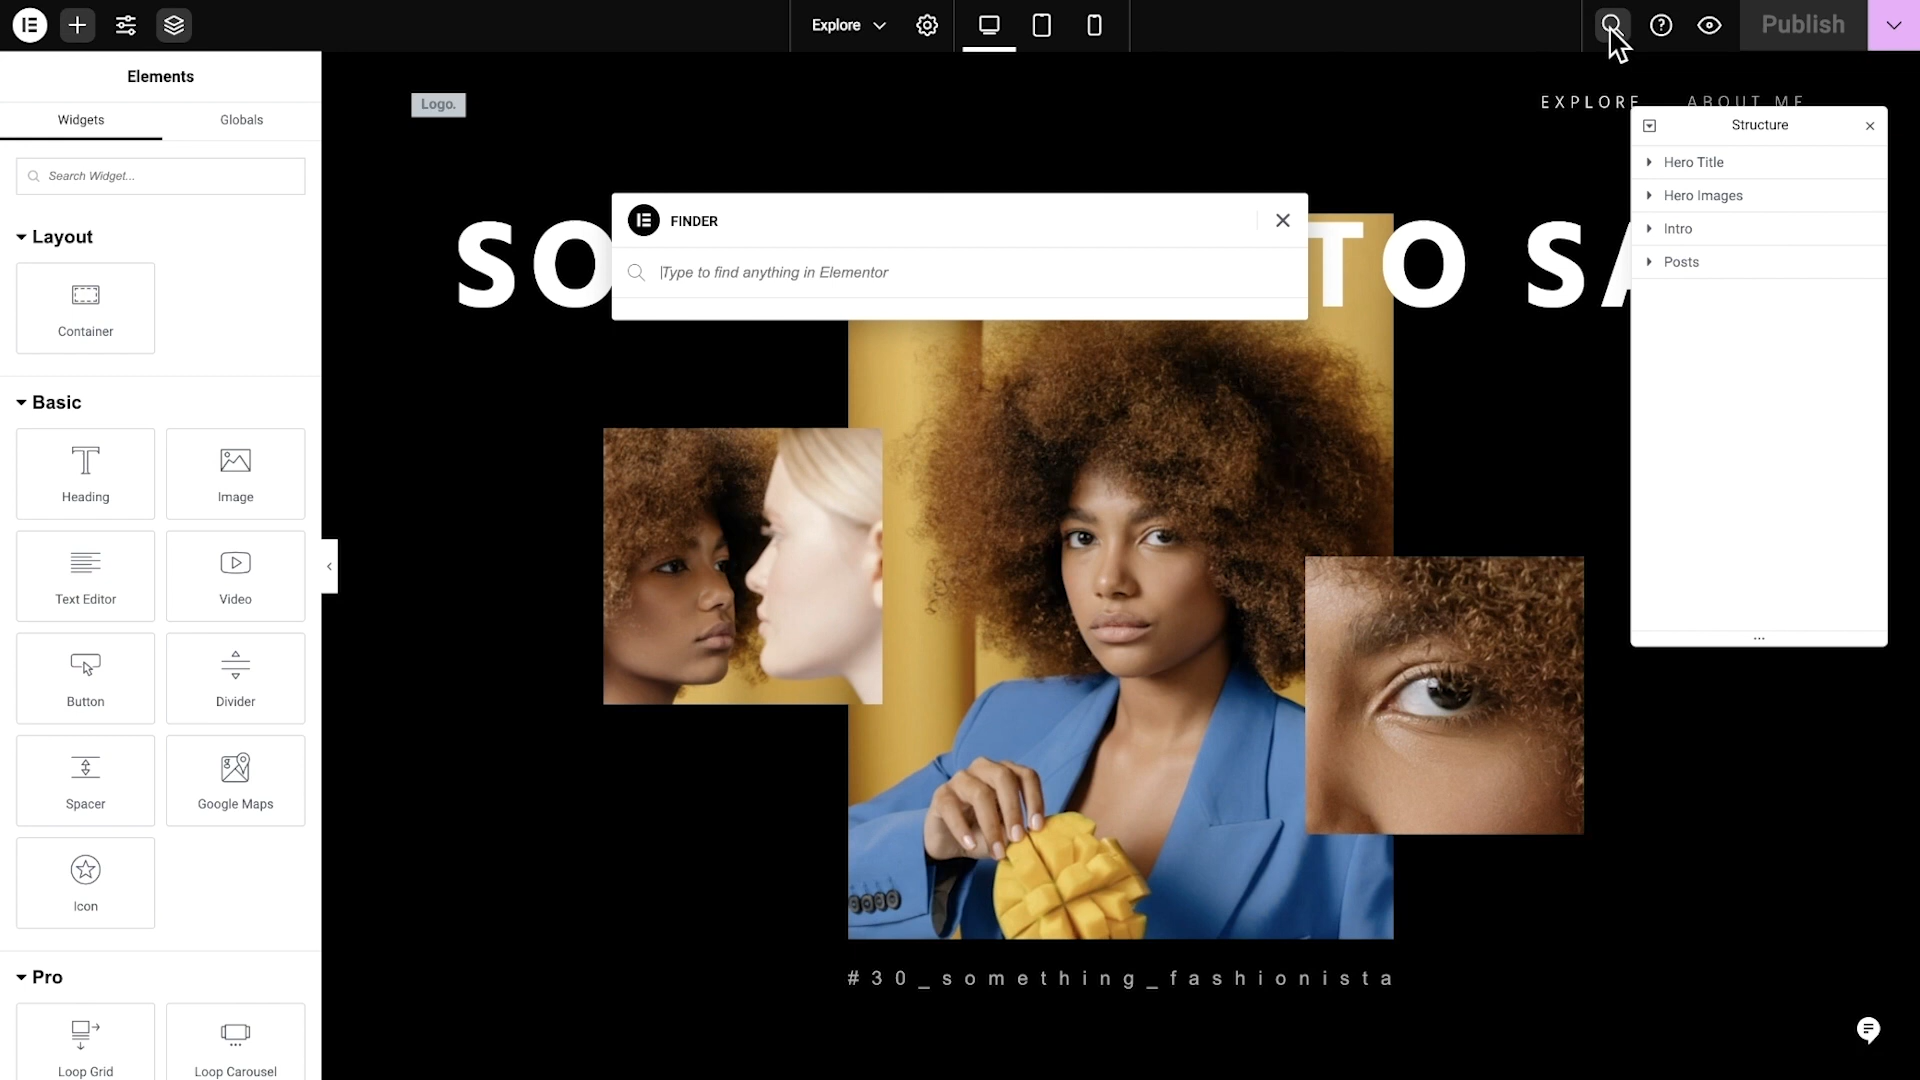 Explore
Publish
Elements
Widgets
Globals
Search Widget...
Layout
Container
Basic
Heading
Image
Text Editor
Video
Button
Divider
Spacer
Google Maps
Icon
Pro
Loop Grid
Loop Carousel
Logo.
EXPLORE
ABOUT ME
SO
TO SA
FINDER
Type to find anything in Elementor
Structure
Hero Title
Hero Images
Intro
Posts
#30_something_fashionista